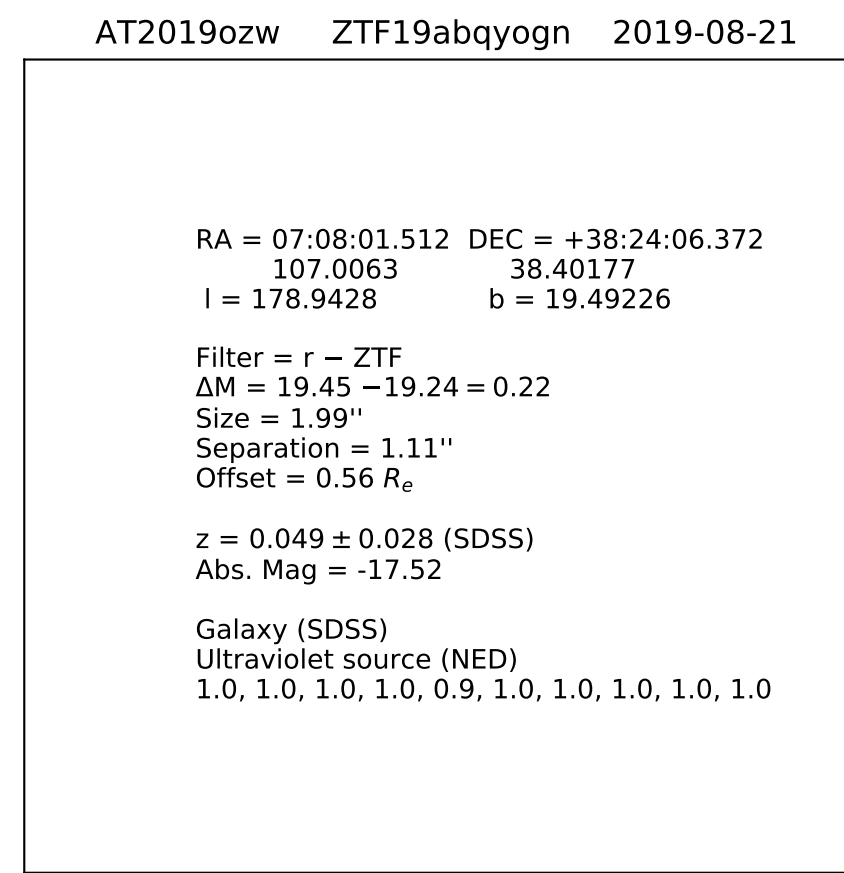 AT2019ozw ZTF19abqyogn 2019-08-21
RA = 07:08:01.512 DEC = +38:24:06.372
107.0063 38.40177
l = 178.9428 b = 19.49226
Filter = r − ZTF
ΔM = 19.45 −19.24 = 0.22
Size = 1.99''
Separation = 1.11''
Offset = 0.56 Rₑ
z = 0.049 ± 0.028 (SDSS)
Abs. Mag = -17.52
Galaxy (SDSS)
Ultraviolet source (NED)
1.0, 1.0, 1.0, 1.0, 0.9, 1.0, 1.0, 1.0, 1.0, 1.0